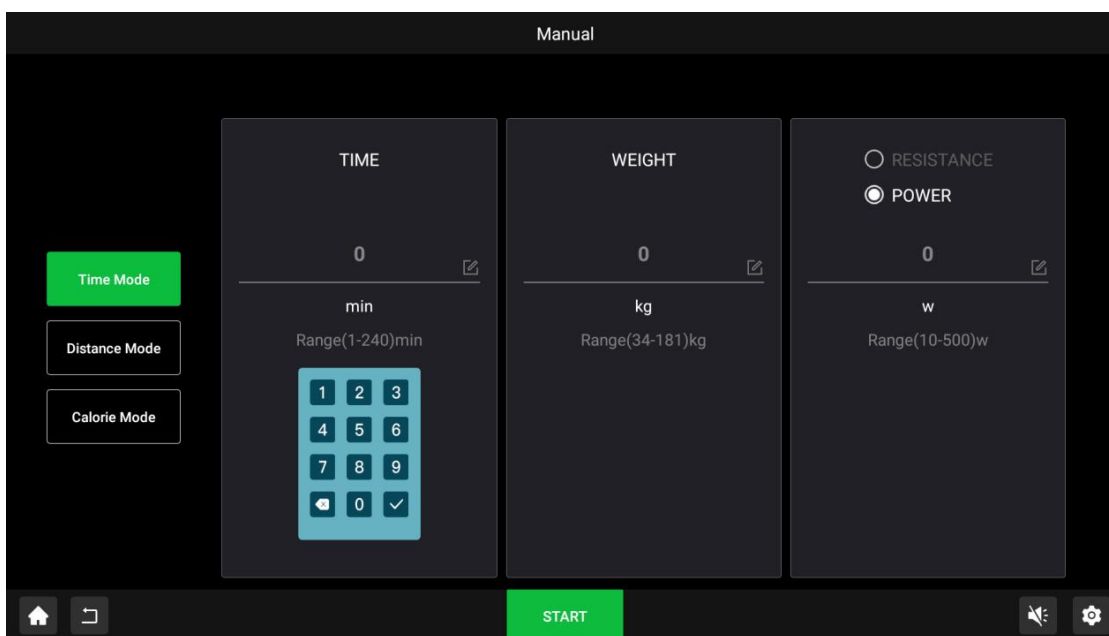 Manual
Time Mode
Distance Mode
Calorie Mode
TIME
0
min
Range(1-240)min
1 2 3
4 5 6
7 8 9
0
WEIGHT
0
kg
Range(34-181)kg
RESISTANCE
POWER
0
w
Range(10-500)w
START